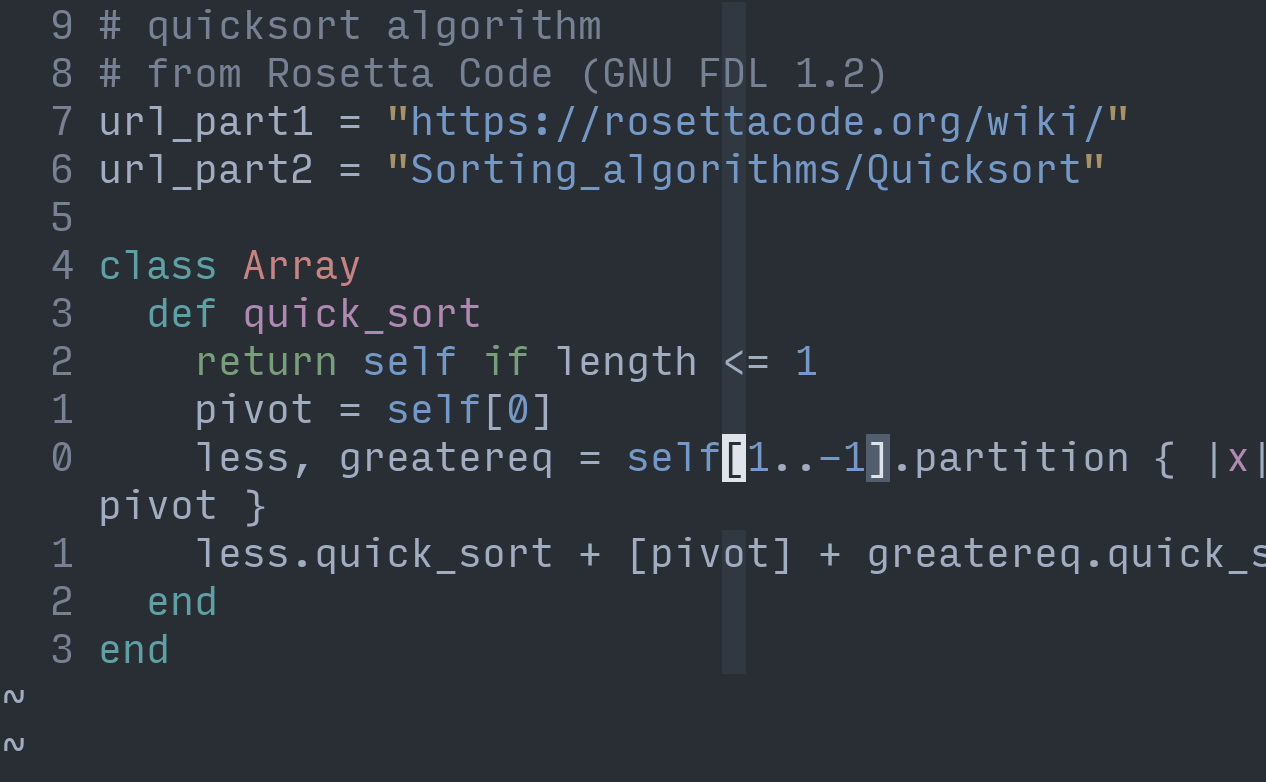 9 # quicksort algorithm
8 # from Rosetta Code (GNU FDL 1.2)
7 url_part1 = "https://rosettacode.org/wiki/"
6 url_part2 = "Sorting_algorithms/Quicksort"
5
4 class Array
3   def quick_sort
2     return self if length <= 1
1     pivot = self[0]
0     less, greatereq = self[1..-1].partition { |x|
pivot }
1     less.quick_sort + [pivot] + greatereq.quick_s
2   end
3 end
~
~